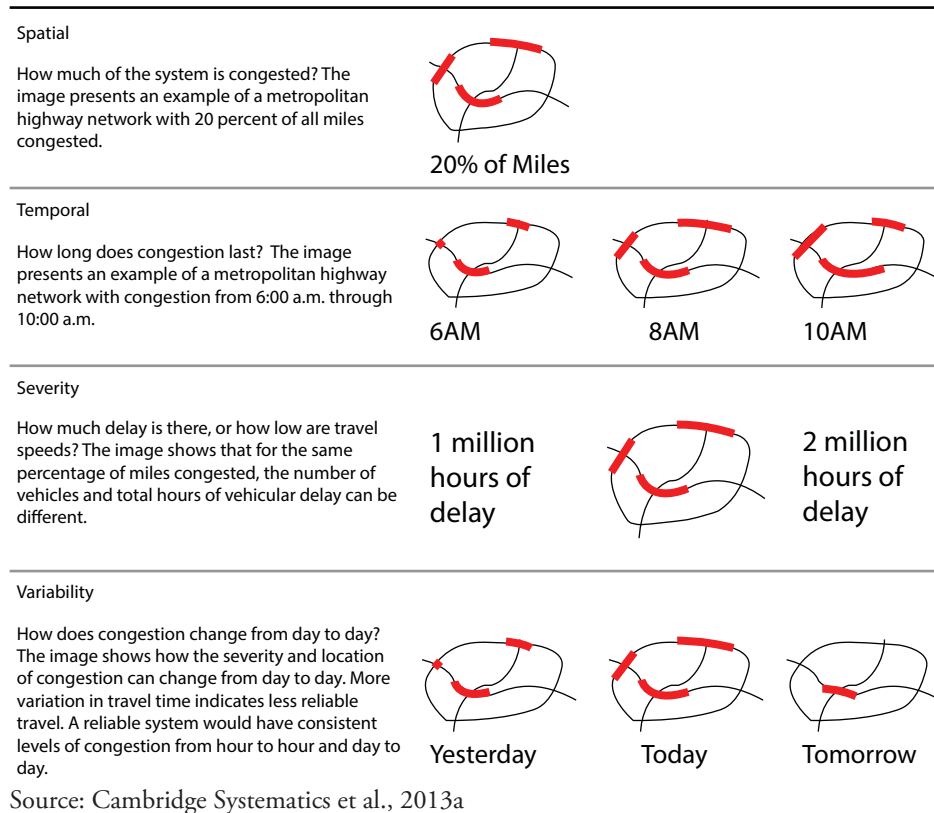 Spatial
How much of the system is congested? The
image presents an example of a metropolitan
highway network with 20 percent of all miles
congested.
20% of Miles
Temporal
How long does congestion last?  The image
presents an example of a metropolitan highway
network with congestion from 6:00 a.m. through
10:00 a.m.
6AM
8AM
10AM
Severity
How much delay is there, or how low are travel
speeds? The image shows that for the same
percentage of miles congested, the number of
vehicles and total hours of vehicular delay can be
different.
1 million
hours of
delay
2 million
hours of
delay
Variability
How does congestion change from day to day?
The image shows how the severity and location
of congestion can change from day to day. More
variation in travel time indicates less reliable
travel. A reliable system would have consistent
levels of congestion from hour to hour and day to
day.
Yesterday
Today
Tomorrow
Source: Cambridge Systematics et al., 2013a